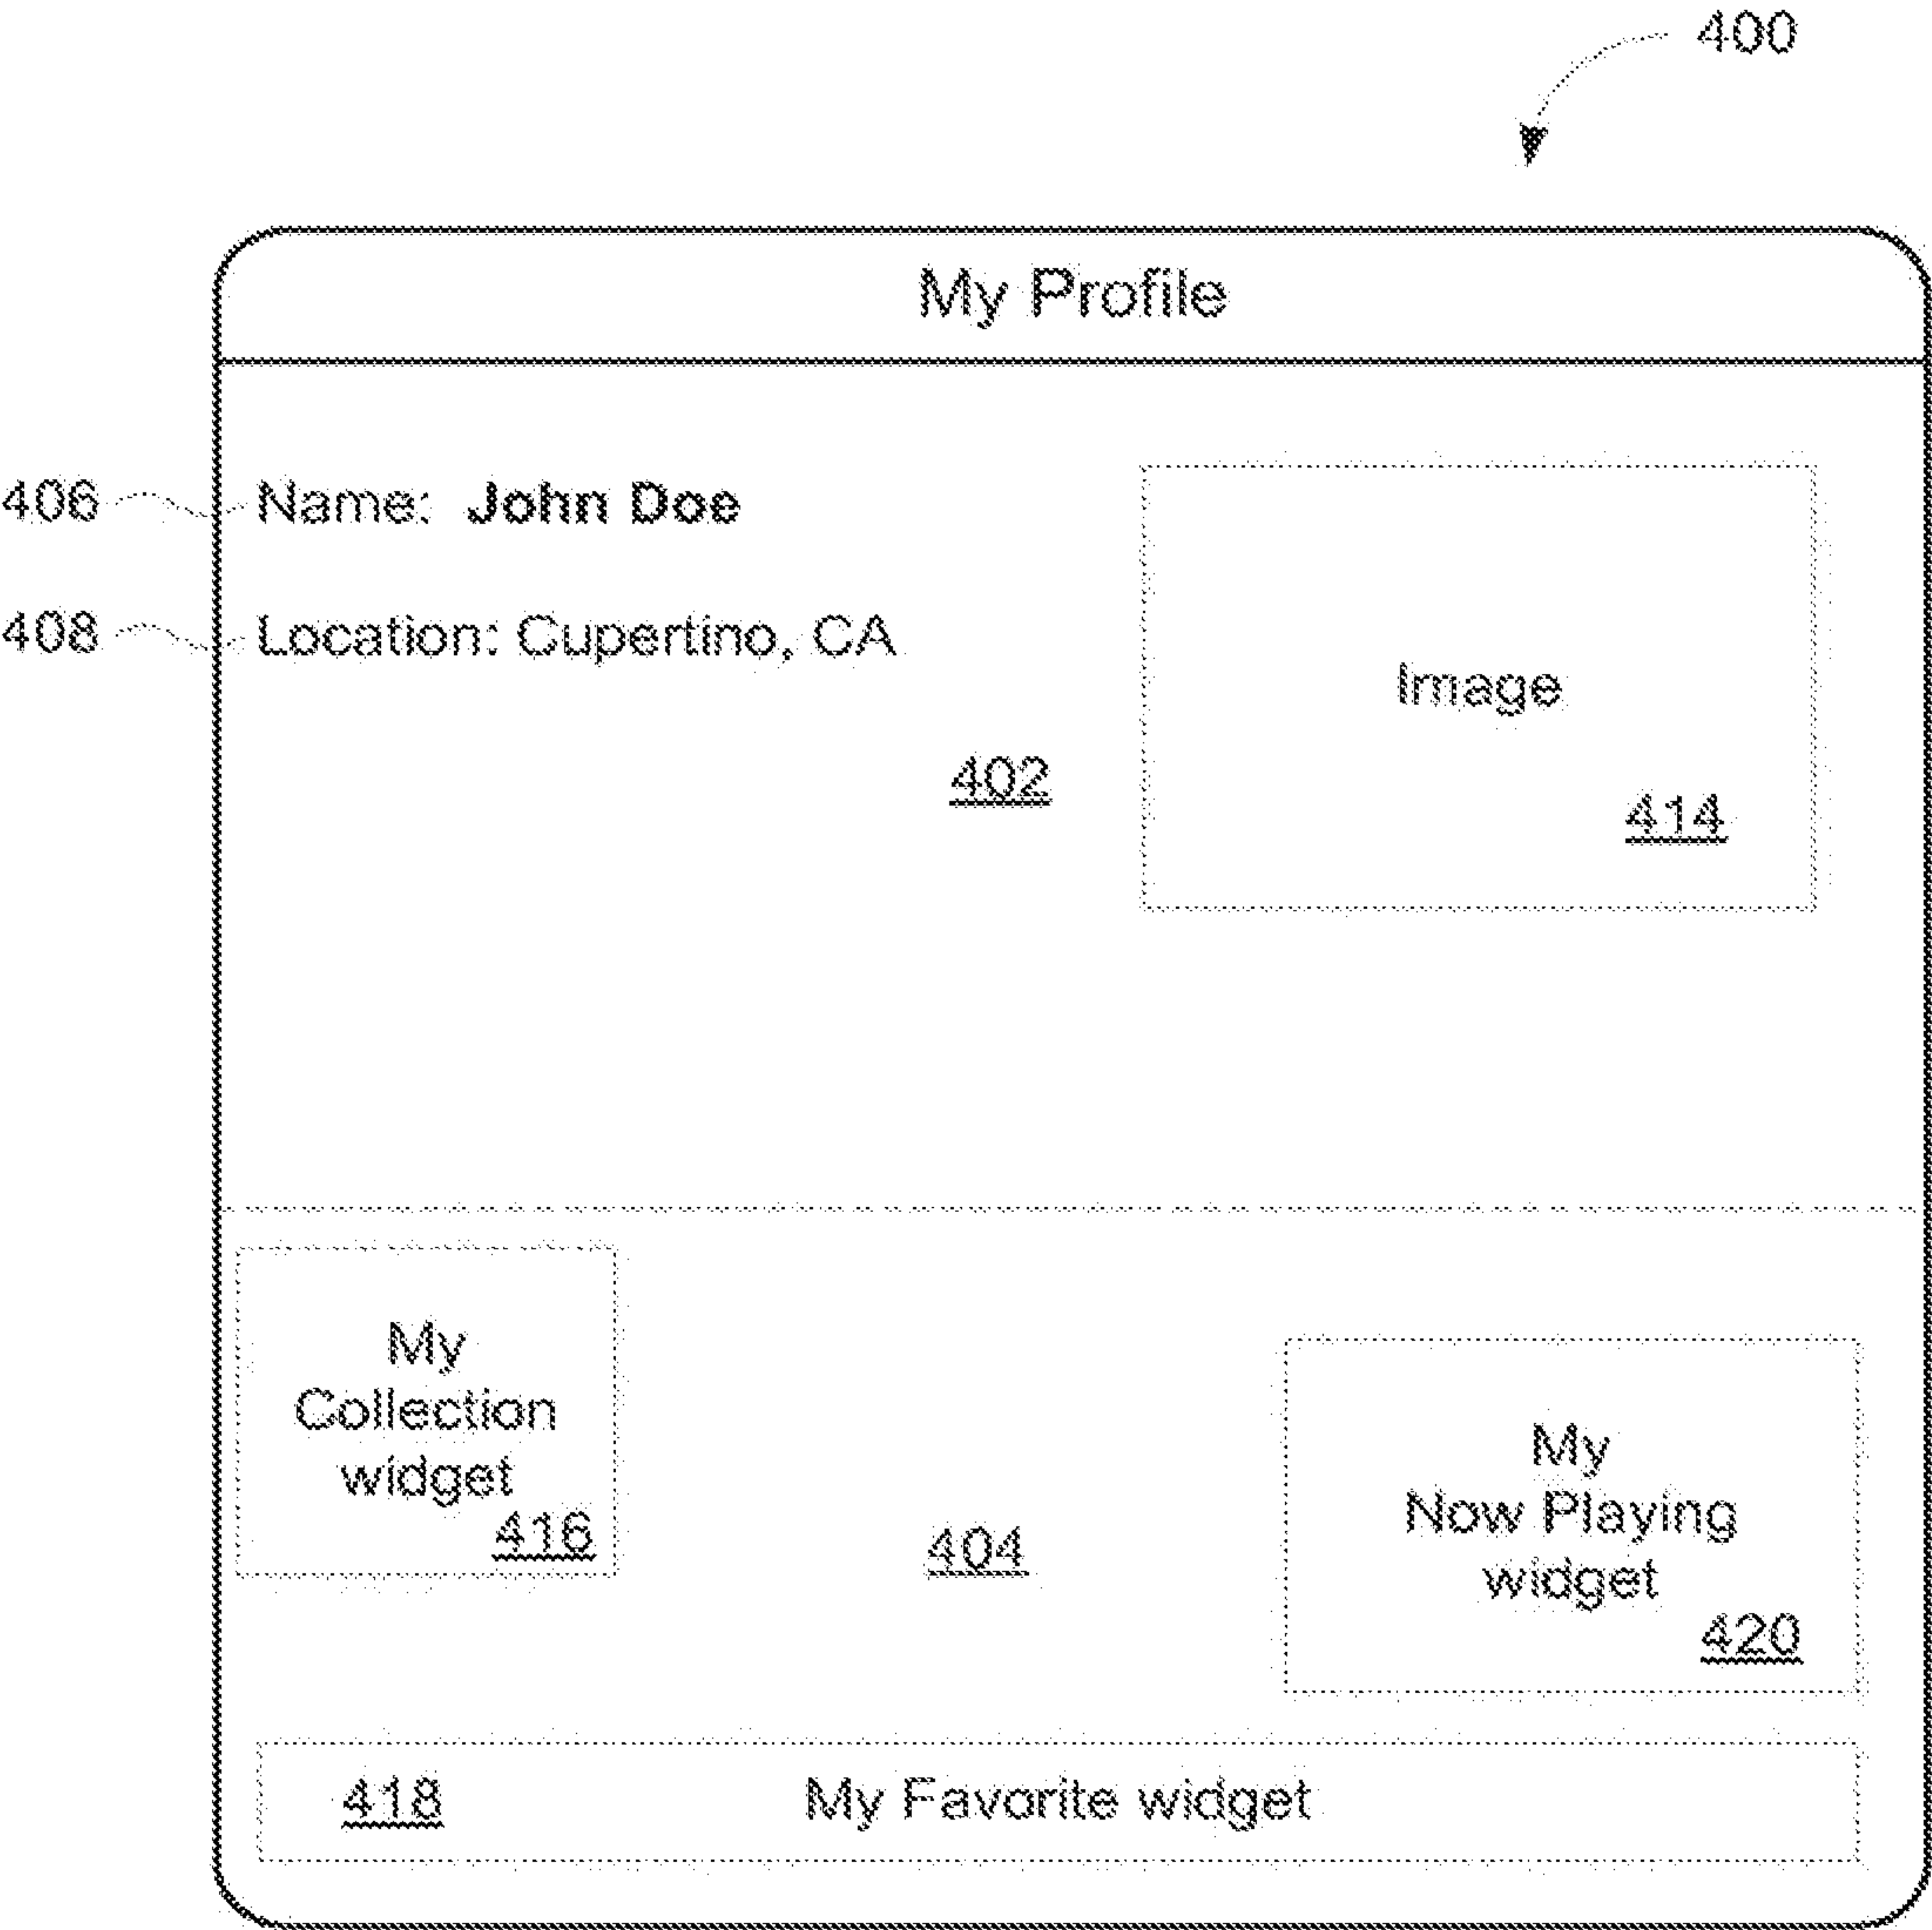 400
My Profile
406 Name: John Doe
408 Location: Cupertino, CA
Image
402
414
My
Collection
widget
416
404
My
Now Playing
widget
420
418 My Favorite widget